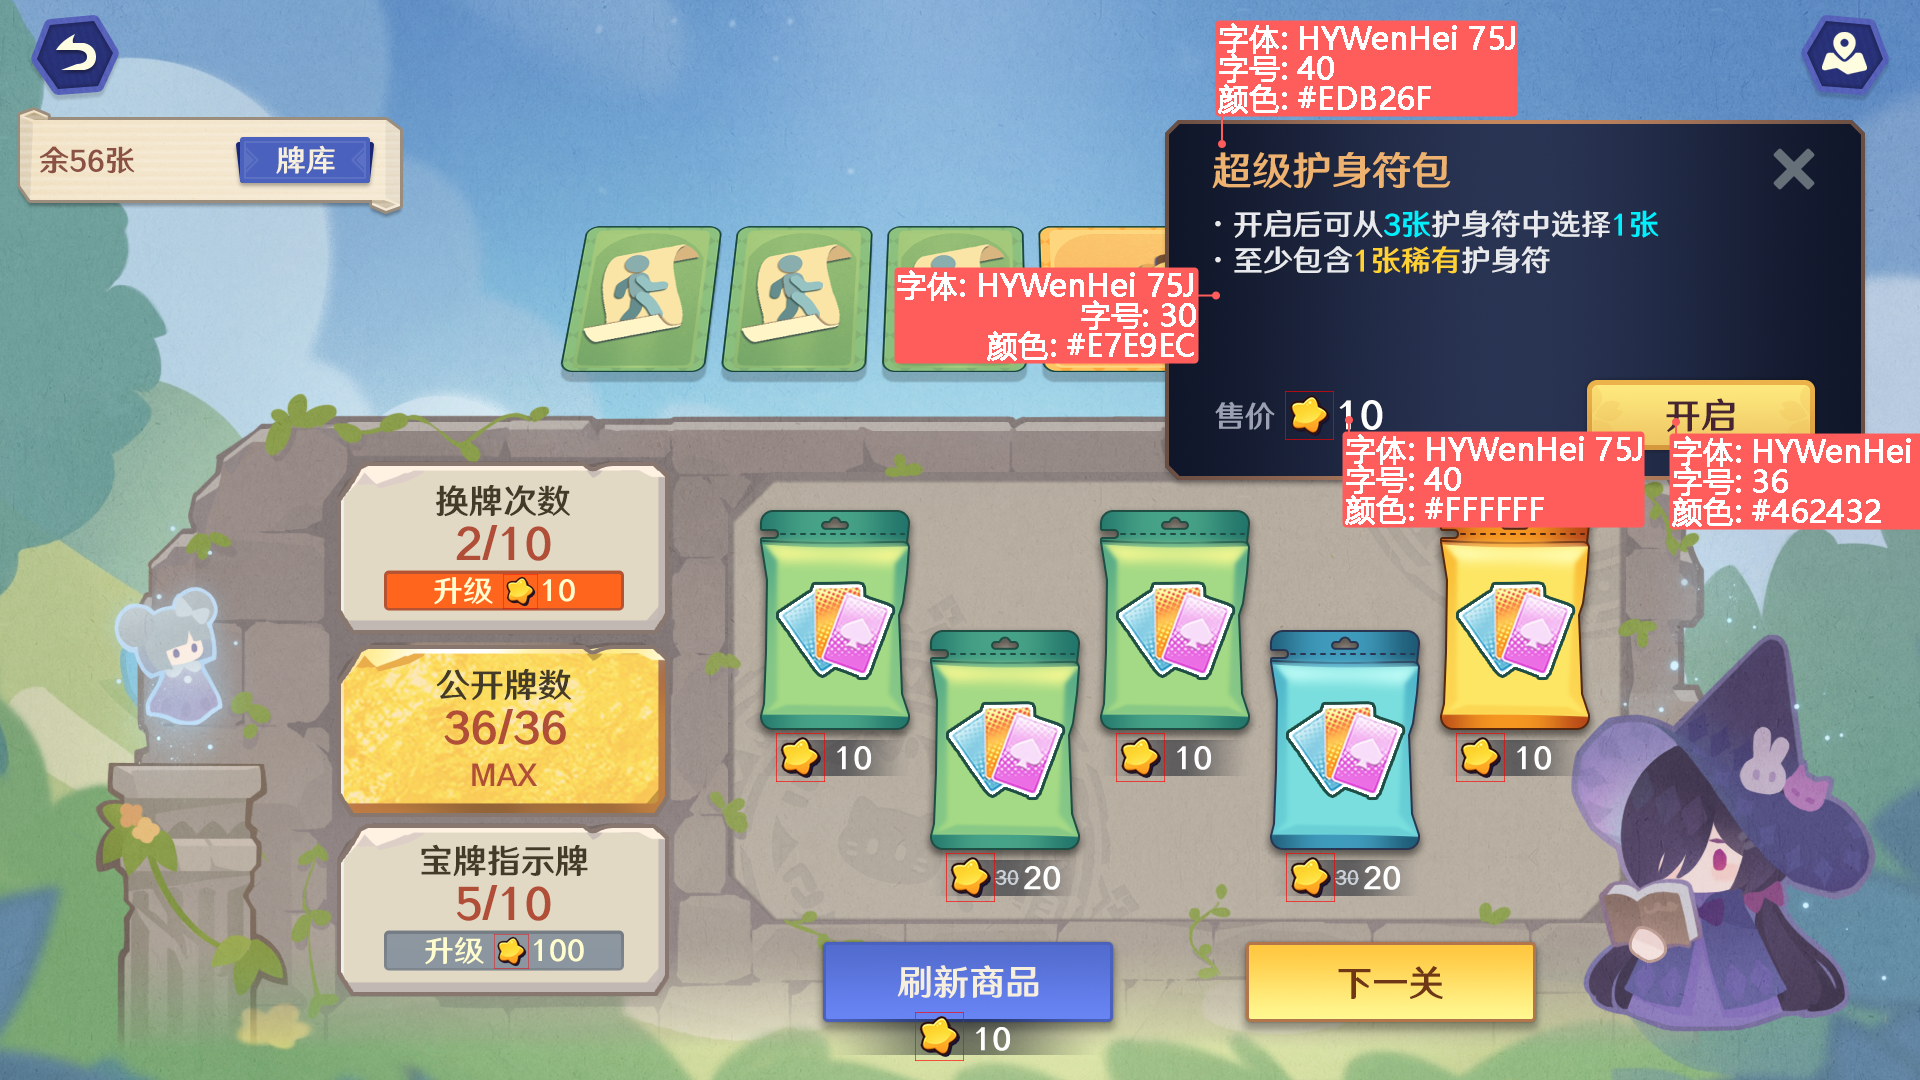 字体: HYWenHei 75J
字号: 40
颜色: #EDB26F
余56张
牌库
超级护身符包
· 开启后可从3张护身符中选择1张
· 至少包含1张稀有护身符
字体: HYWenHei 75J
字号: 30
颜色: #E7E9EC
售价 10
开启
字体: HYWenHei 75J
字号: 40
颜色: #FFFFFF
字体: HYWenHei
字号: 36
颜色: #462432
换牌次数
2/10
升级 10
公开牌数
36/36
MAX
宝牌指示牌
5/10
升级 100
10
10
10
30 20
30 20
刷新商品
10
下一关